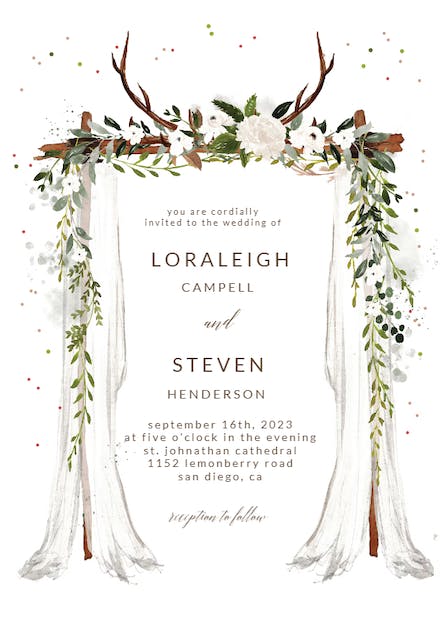 you are cordially
invited to the wedding of
LORALEIGH
CAMPELL
and
STEVEN
HENDERSON
september 16th, 2023
at five o'clock in the evening
st. johnathan cathedral
1152 lemonberry road
san diego, ca
reception to follow